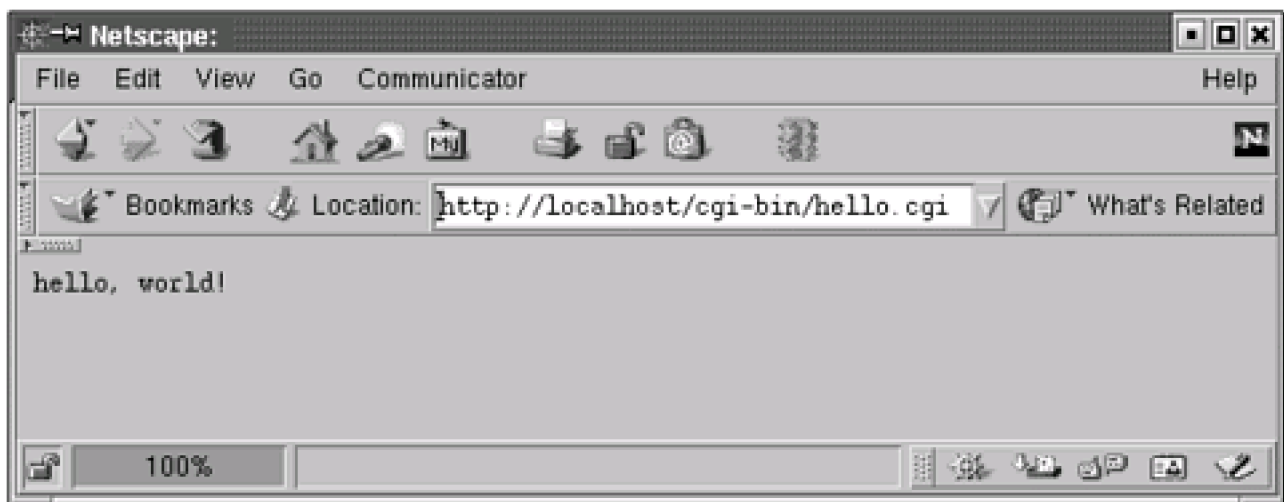 Netscape:
File Edit View Go Communicator Help
My N
Bookmarks Location: http://localhost/cgi-bin/hello.cgi What's Related
hello, world!
100%